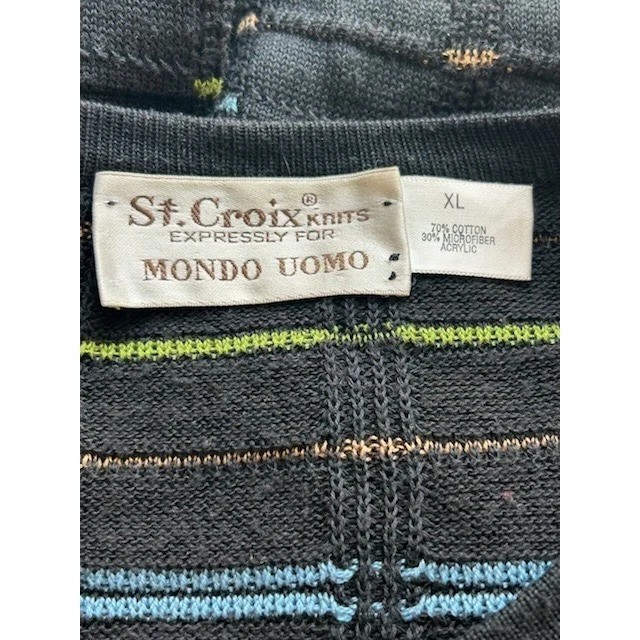 St. Croix® KNITS
EXPRESSLY FOR
MONDO UOMO
XL
70% COTTON
30% MICROFIBER
ACRYLIC